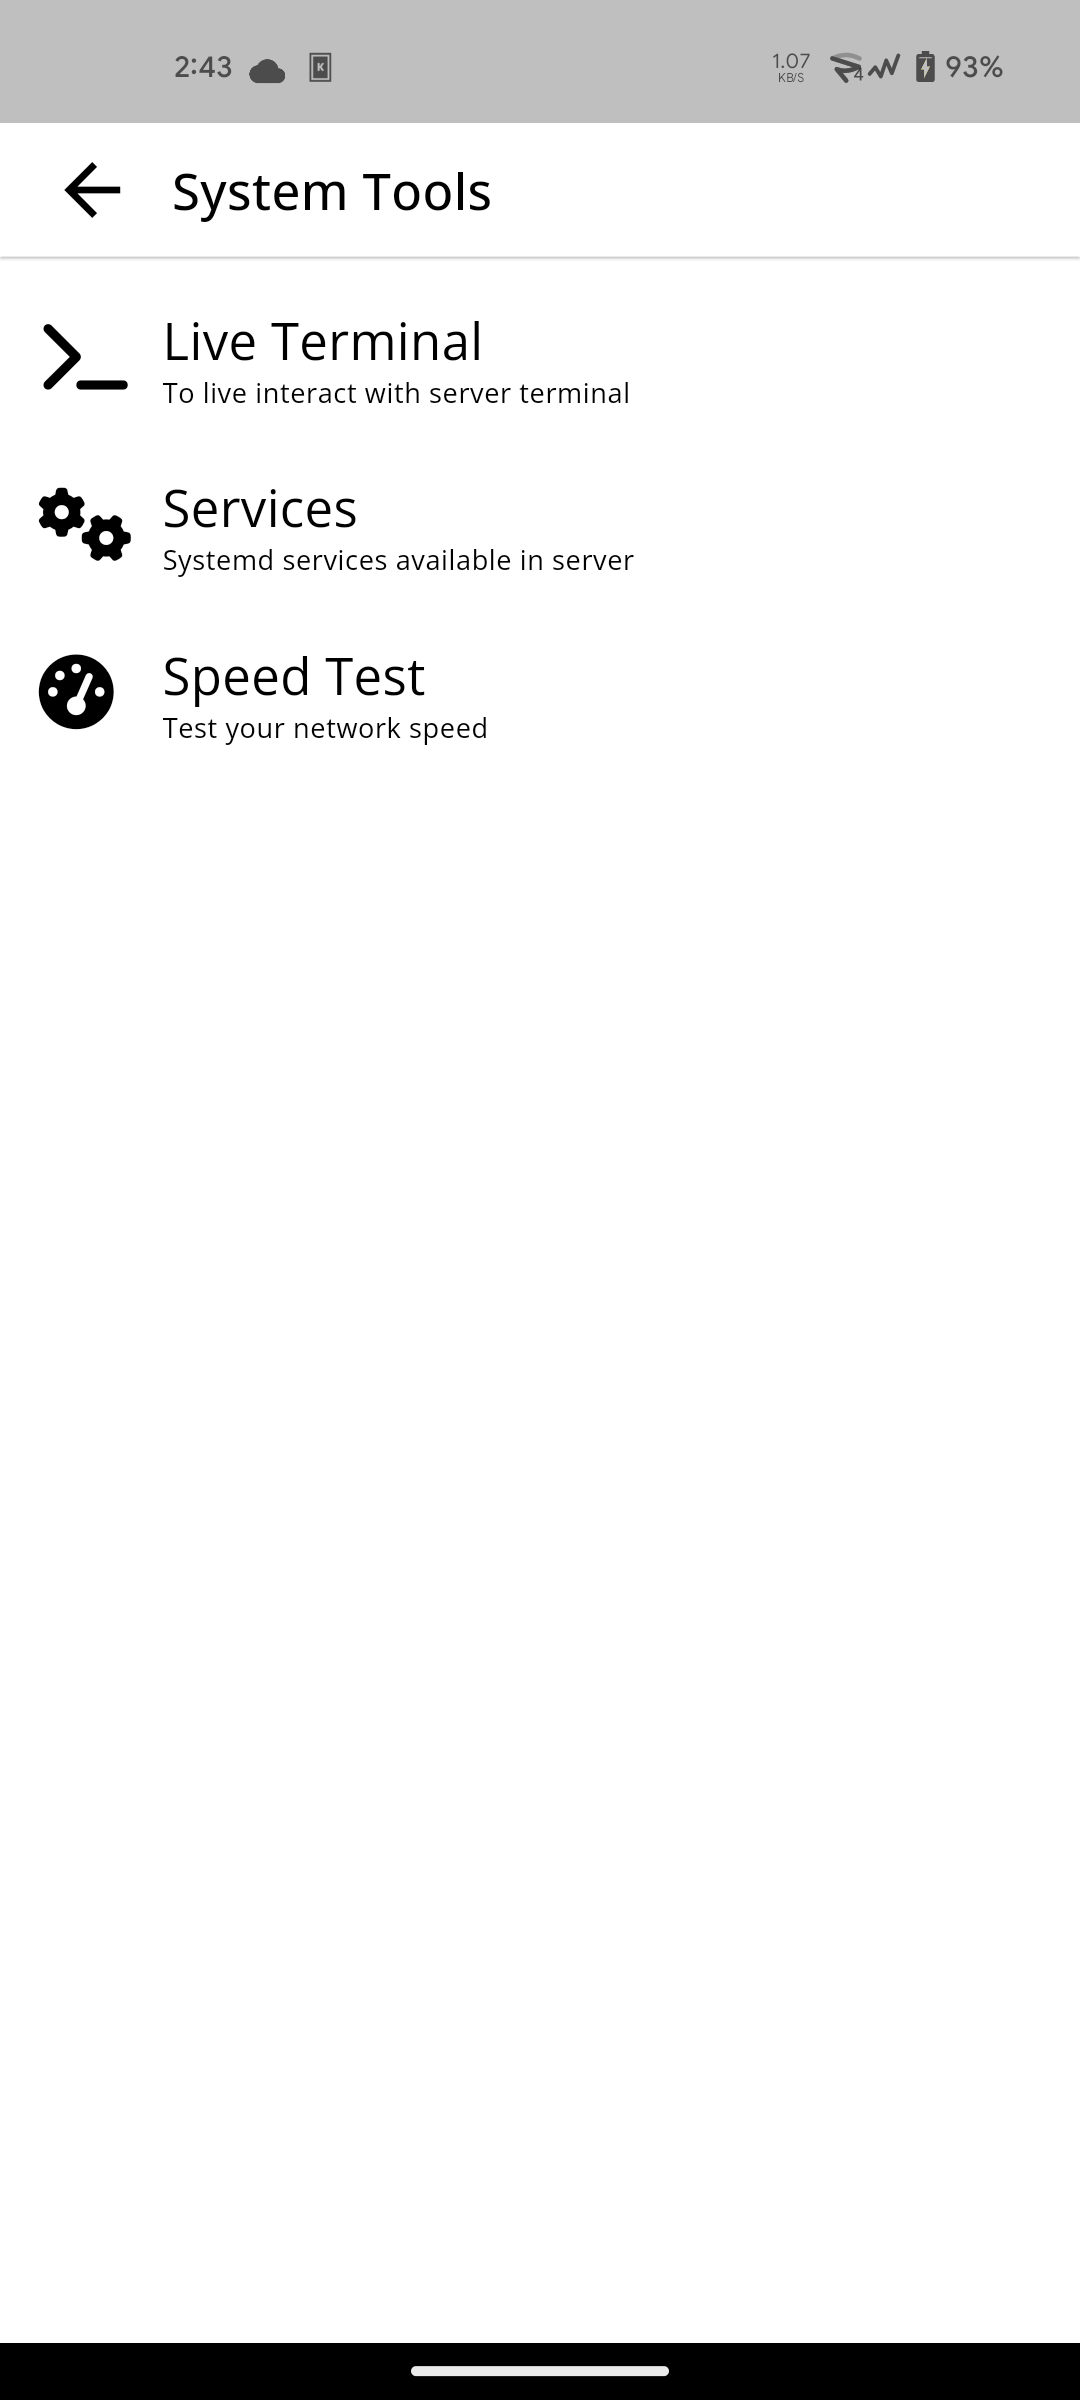 2:43 K 1.07 KB/S 4 93%
System Tools
Live Terminal
To live interact with server terminal
Services
Systemd services available in server
Speed Test
Test your network speed